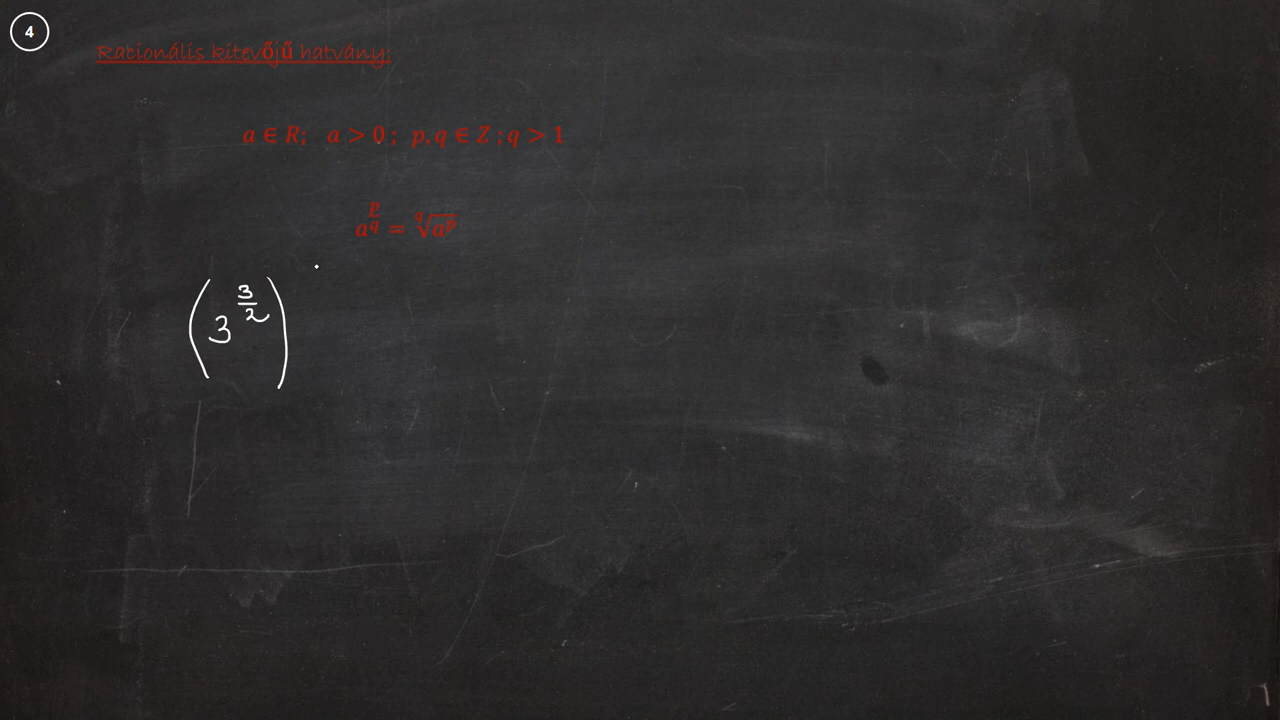 4
Racionális kitevőjű hatvány:
a ∈ R; a > 0 ; p.q ∈ Z ; q > 1
a^(p/q) = ᑫ√(a^p)
(3^(3/2))